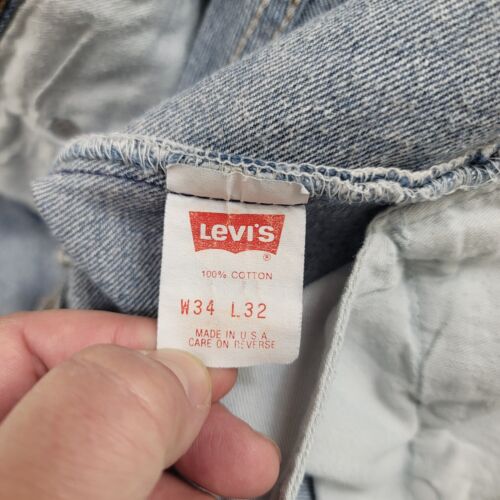 LEVI'S
®
100% COTTON
W34 L32
MADE IN U.S.A.
CARE ON REVERSE